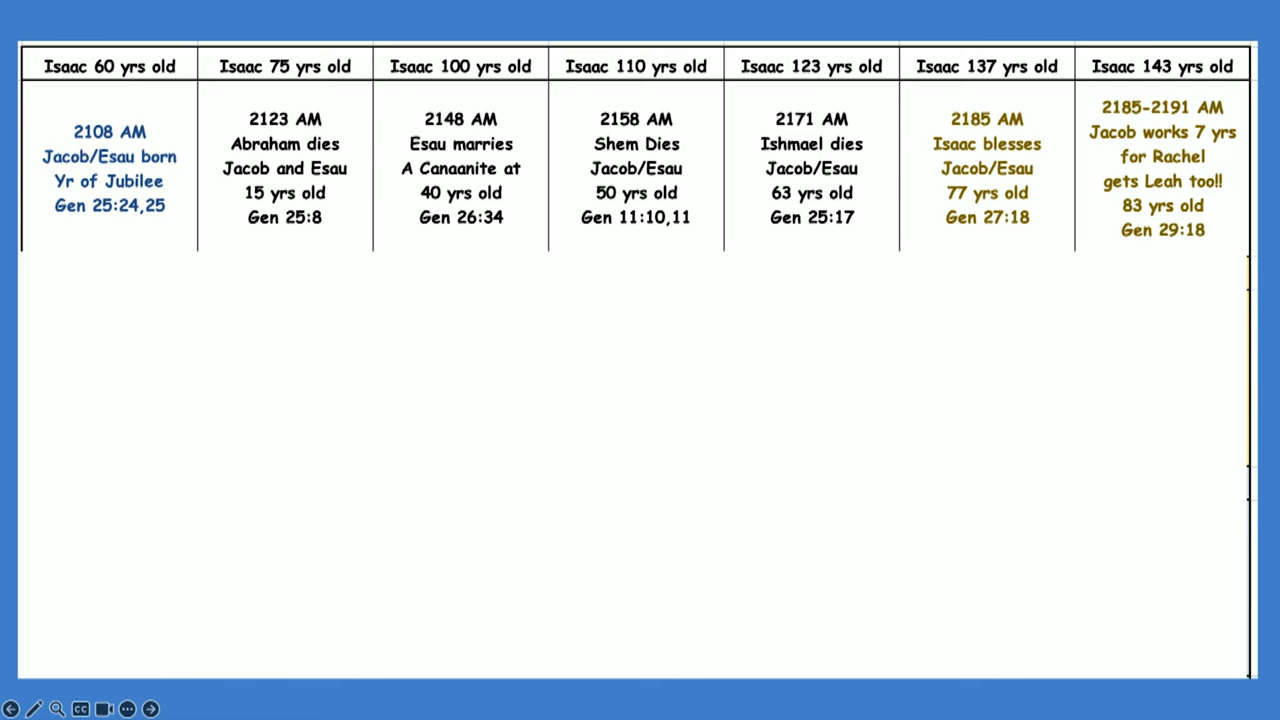 Isaac 60 yrs old
2108 AM
Jacob/Esau born
Yr of Jubilee
Gen 25:24,25
Isaac 75 yrs old
2123 AM
Abraham dies
Jacob and Esau
15 yrs old
Gen 25:8
Isaac 100 yrs old
2148 AM
Esau marries
A Canaanite at
40 yrs old
Gen 26:34
Isaac 110 yrs old
2158 AM
Shem Dies
Jacob/Esau
50 yrs old
Gen 11:10,11
Isaac 123 yrs old
2171 AM
Ishmael dies
Jacob/Esau
63 yrs old
Gen 25:17
Isaac 137 yrs old
2185 AM
Isaac blesses
Jacob/Esau
77 yrs old
Gen 27:18
Isaac 143 yrs old
2185-2191 AM
Jacob works 7 yrs
for Rachel
gets Leah too!!
83 yrs old
Gen 29:18
CC